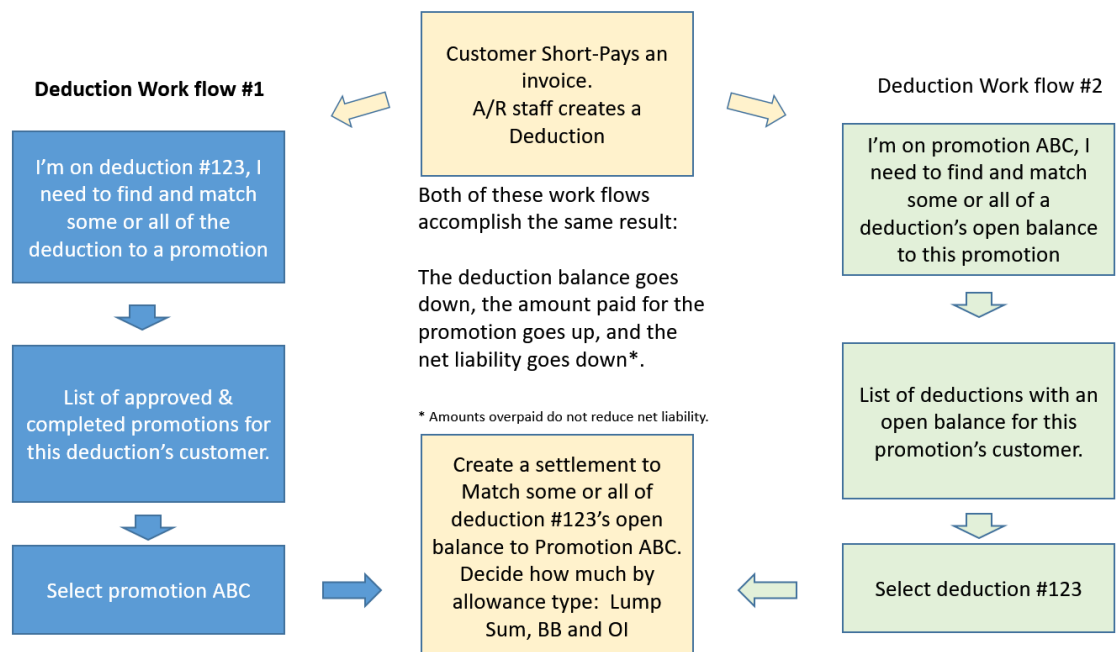 Customer Short-Pays an
invoice.
A/R staff creates a
Deduction
Deduction Work flow #1
I'm on deduction #123, I
need to find and match
some or all of the
deduction to a promotion
List of approved &
completed promotions for
this deduction's customer.
Select promotion ABC
Both of these work flows
accomplish the same result:
The deduction balance goes
down, the amount paid for the
promotion goes up, and the
net liability goes down*.
* Amounts overpaid do not reduce net liability.
Deduction Work flow #2
I'm on promotion ABC, I
need to find and match
some or all of a
deduction's open balance
to this promotion
List of deductions with an
open balance for this
promotion's customer.
Select deduction #123
Create a settlement to
Match some or all of
deduction #123's open
balance to Promotion ABC.
Decide how much by
allowance type:  Lump
Sum, BB and OI